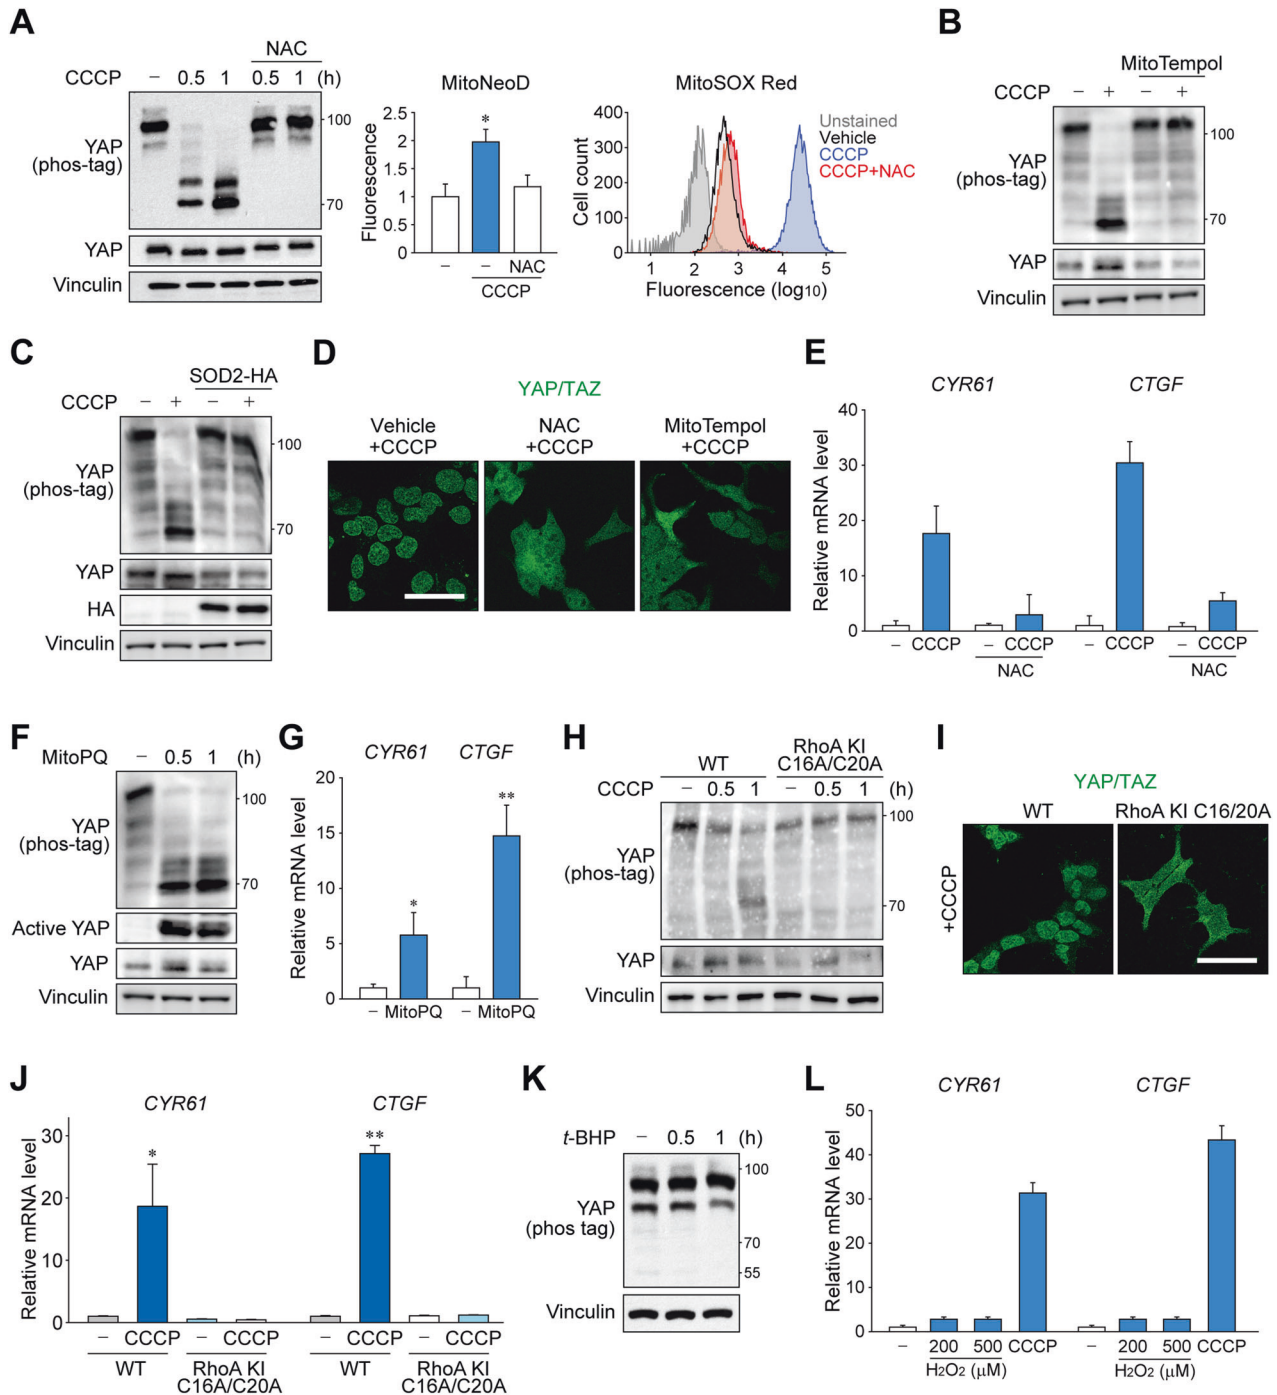 A
NAC
CCCP – 0.5 1 0.5 1 (h)
YAP
(phos-tag)
100
70
YAP
Vinculin
MitoNeoD
Fluorescence
2.5
2
1.5
1
0.5
0
– – NAC
*
CCCP
MitoSOX Red
Cell count
400
300
200
100
0
Unstained
Vehicle
CCCP
CCCP+NAC
1 2 3 4 5
Fluorescence (log10)
B
MitoTempol
CCCP – + – +
YAP
(phos-tag)
100
70
YAP
Vinculin
C
SOD2-HA
CCCP – + – +
YAP
(phos-tag)
100
70
YAP
HA
Vinculin
D
YAP/TAZ
Vehicle
+CCCP
NAC
+CCCP
MitoTempol
+CCCP
E
CYR61 CTGF
Relative mRNA level
40
30
20
10
0
– CCCP – CCCP – CCCP – CCCP
NAC NAC
F
MitoPQ – 0.5 1 (h)
YAP
(phos-tag)
100
70
Active YAP
YAP
Vinculin
G
CYR61 CTGF
Relative mRNA level
20
15
10
5
0
* **
– MitoPQ – MitoPQ
H
WT
RhoA KI
C16A/C20A
CCCP – 0.5 1 – 0.5 1 (h)
YAP
(phos-tag)
100
70
YAP
Vinculin
I
YAP/TAZ
WT RhoA KI C16/20A
+CCCP
J
CYR61 CTGF
Relative mRNA level
30
20
10
0
* **
– CCCP – CCCP – CCCP – CCCP
WT RhoA KI
C16A/C20A
WT RhoA KI
C16A/C20A
K
t-BHP – 0.5 1 (h)
YAP
(phos tag)
100
70
55
Vinculin
L
CYR61 CTGF
Relative mRNA level
50
40
30
20
10
0
– 200 500 CCCP – 200 500 CCCP
H2O2 (µM) H2O2 (µM)